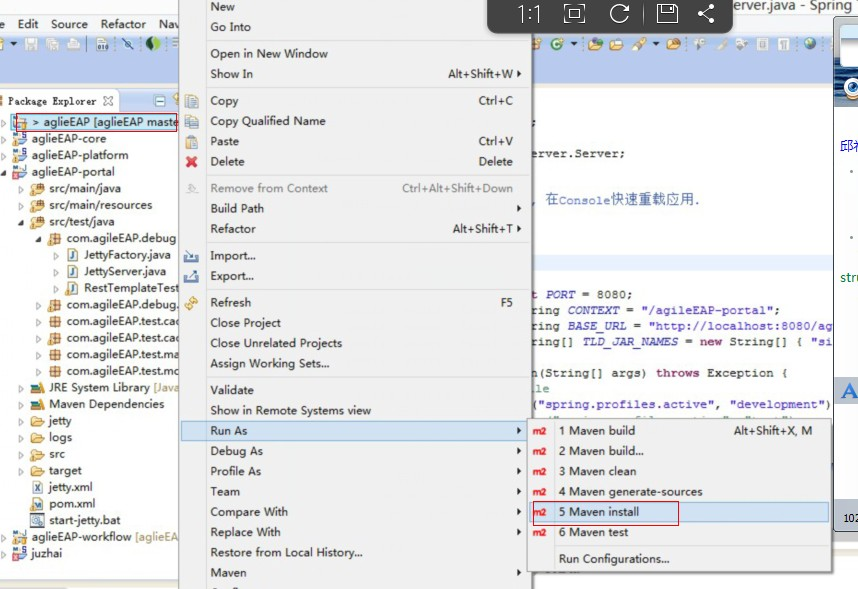 1:1
erver.java - Spring
Edit Source Refactor Nav
Package Explorer
> aglieEAP [aglieEAP maste
aglieEAP-core
aglieEAP-platform
aglieEAP-portal
src/main/java
src/main/resources
src/test/java
com.agileEAP.debug
JettyFactory.java
JettyServer.java
RestTemplateTest
com.agileEAP.debug.
com.agileEAP.test.cac
com.agileEAP.test.cac
com.agileEAP.test.ma
com.agileEAP.test.mc
JRE System Library [Java
Maven Dependencies
jetty
logs
src
target
jetty.xml
pom.xml
start-jetty.bat
aglieEAP-workflow [aglieEA
juzhai
New
Go Into
Open in New Window
Show In Alt+Shift+W
Copy Ctrl+C
Copy Qualified Name
Paste Ctrl+V
Delete Delete
Remove from Context Ctrl+Alt+Shift+Down
Build Path
Refactor Alt+Shift+T
Import...
Export...
Refresh F5
Close Project
Close Unrelated Projects
Assign Working Sets...
Validate
Show in Remote Systems view
Run As
Debug As
Profile As
Team
Compare With
Replace With
Restore from Local History...
Maven
;
erver.Server;
, 在Console快速重载应用.
t PORT = 8080;
ring CONTEXT = "/agileEAP-portal";
ring BASE_URL = "http://localhost:8080/ag
ring[] TLD_JAR_NAMES = new String[] { "si
n(String[] args) throws Exception {
le
("spring.profiles.active", "development")
m2 1 Maven build Alt+Shift+X, M
m2 2 Maven build...
m2 3 Maven clean
m2 4 Maven generate-sources
m2 5 Maven install
m2 6 Maven test
Run Configurations...
stru
A
102